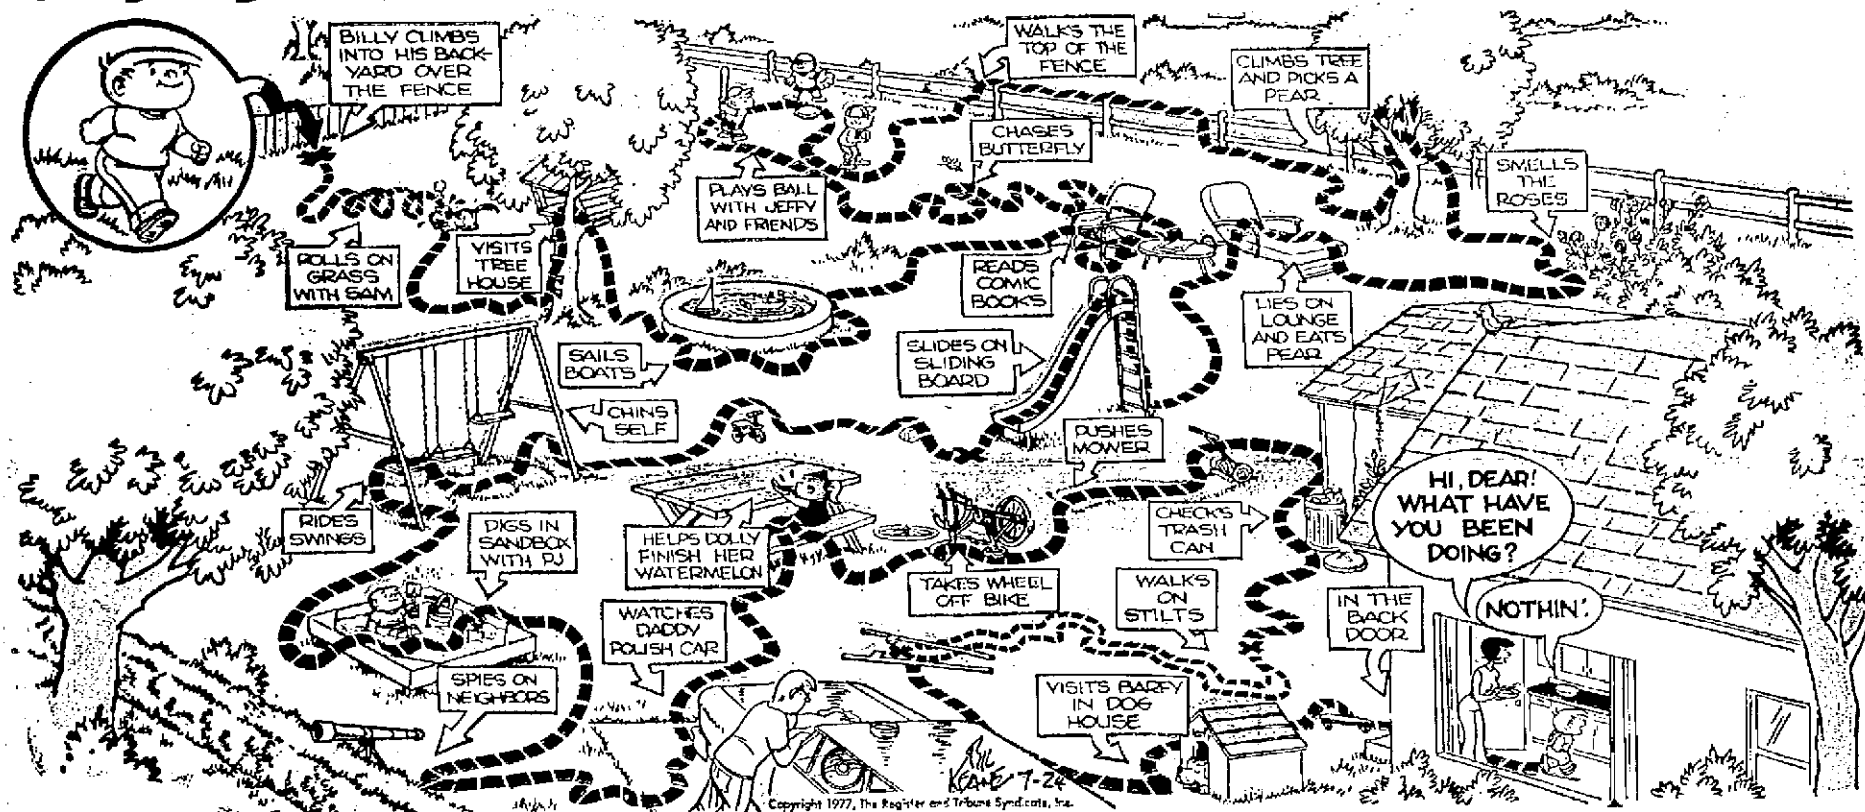 BILLY CLIMBS
INTO HIS BACK-
YARD OVER
THE FENCE
ROLLS ON
GRASS
WITH SAM
VISITS
TREE
HOUSE
SAILS
BOATS
READS
COMIC
BOOKS
CHASES
BUTTERFLY
PLAYS BALL
WITH JEFFY
AND FRIENDS
WALKS THE
TOP OF THE
FENCE
CLIMBS TREE
AND PICKS A
PEAR
SMELLS
THE
ROSES
LIES ON
LOUNGE
AND EATS
PEAR
SLIDES ON
SLIDING
BOARD
CHINS
SELF
RIDES
SWINGS
DIGS IN
SANDBOX
WITH PJ
SPIES ON
NEIGHBORS
WATCHES
DADDY
POLISH CAR
HELPS DOLLY
FINISH HER
WATERMELON
TAKES WHEEL
OFF BIKE
PUSHES
MOWER
CHECKS
TRASH
CAN
WALKS
ON
STILTS
VISITS BARFY
IN DOG
HOUSE
IN THE
BACK
DOOR
HI, DEAR!
WHAT HAVE
YOU BEEN
DOING?
NOTHIN'.
BIL
KEANE 7-24
Copyright 1977, The Register and Tribune Syndicate, Inc.